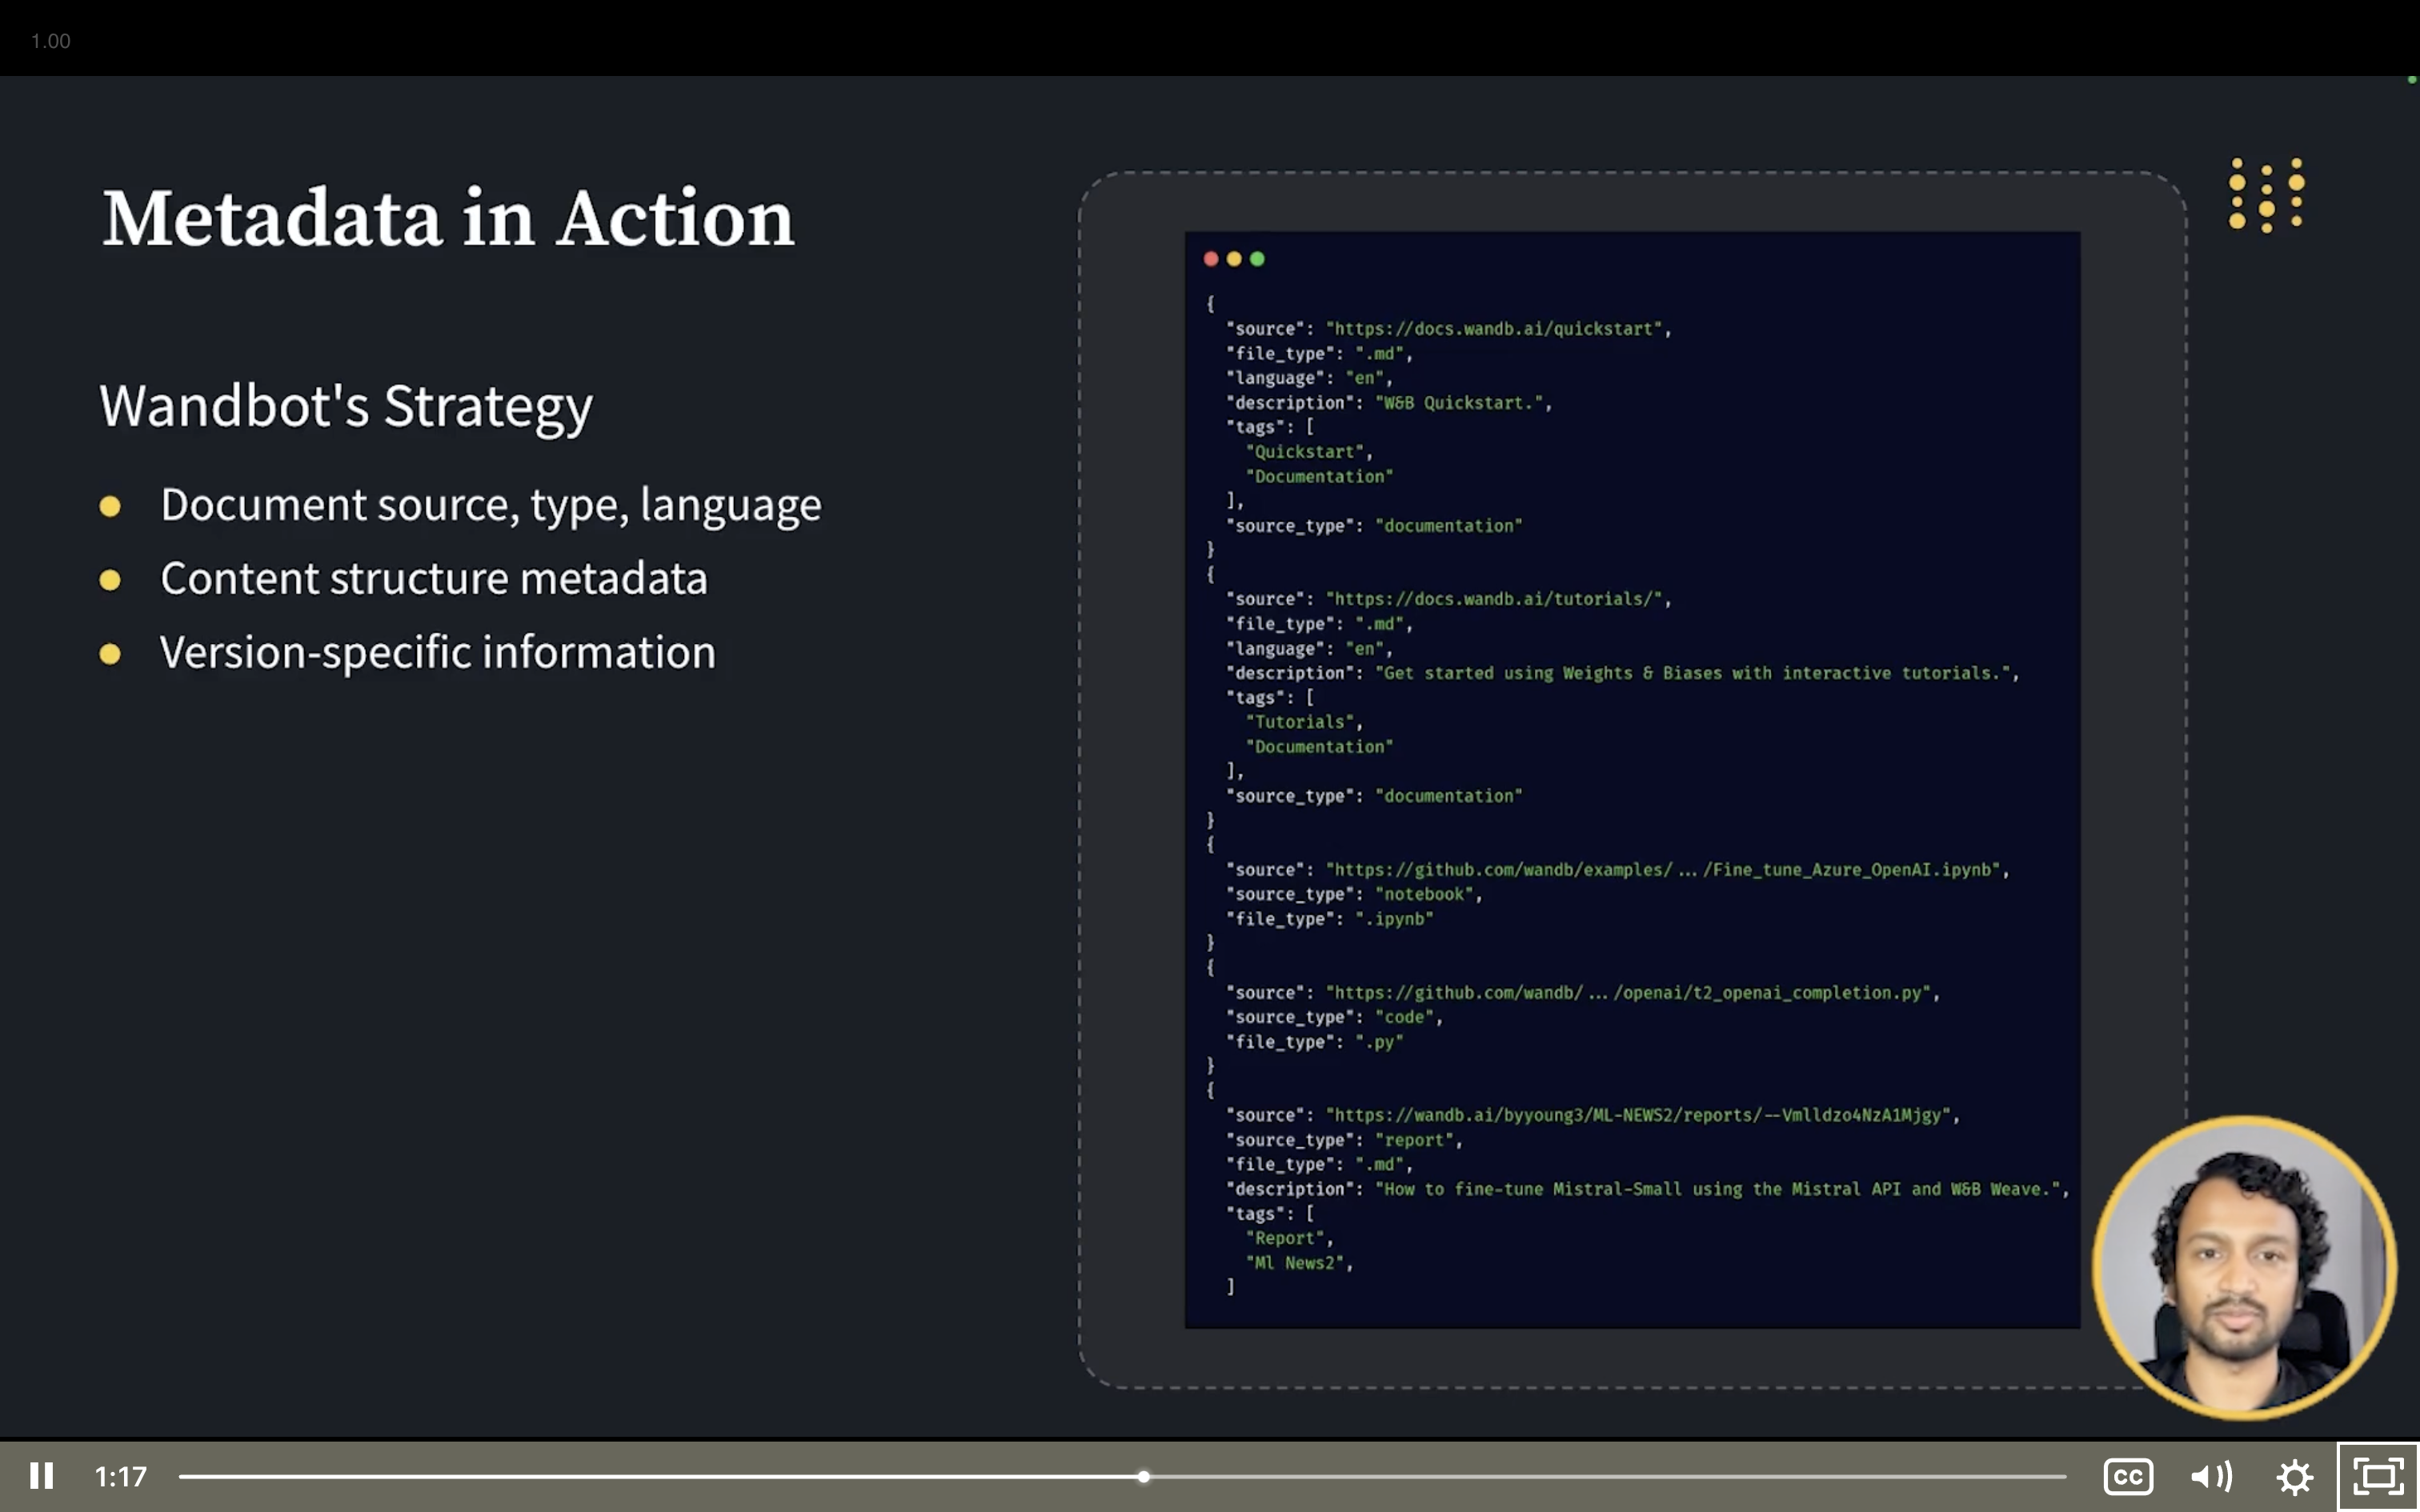 1.00
Metadata in Action
Wandbot's Strategy
Document source, type, language
Content structure metadata
Version-specific information
{
"source": "https://docs.wandb.ai/quickstart",
"file_type": ".md",
"language": "en",
"description": "W&B Quickstart.",
"tags": [
"Quickstart",
"Documentation"
],
"source_type": "documentation"
}
{
"source": "https://docs.wandb.ai/tutorials/",
"file_type": ".md",
"language": "en",
"description": "Get started using Weights & Biases with interactive tutorials.",
"tags": [
"Tutorials",
"Documentation"
],
"source_type": "documentation"
}
{
"source": "https://github.com/wandb/examples/ ... /Fine_tune_Azure_OpenAI.ipynb",
"source_type": "notebook",
"file_type": ".ipynb"
}
{
"source": "https://github.com/wandb/ ... /openai/t2_openai_completion.py",
"source_type": "code",
"file_type": ".py"
}
{
"source": "https://wandb.ai/byyoung3/ML-NEWS2/reports/--Vmlldzo4NzA1Mjgy",
"source_type": "report",
"file_type": ".md",
"description": "How to fine-tune Mistral-Small using the Mistral API and W&B Weave.",
"tags": [
"Report",
"Ml News2",
]
1:17
CC